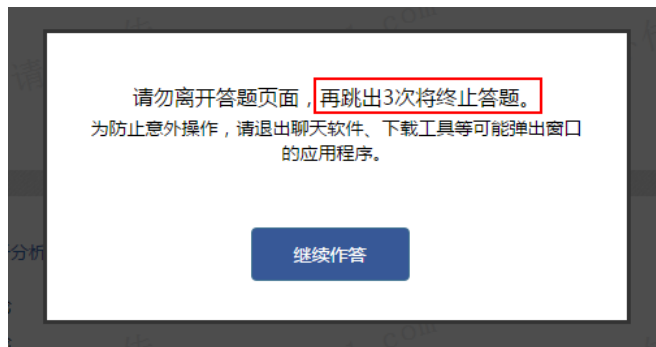 com
请勿离开答题页面，再跳出3次将终止答题。
为防止意外操作，请退出聊天软件、下载工具等可能弹出窗口
的应用程序。
分析
继续作答
com